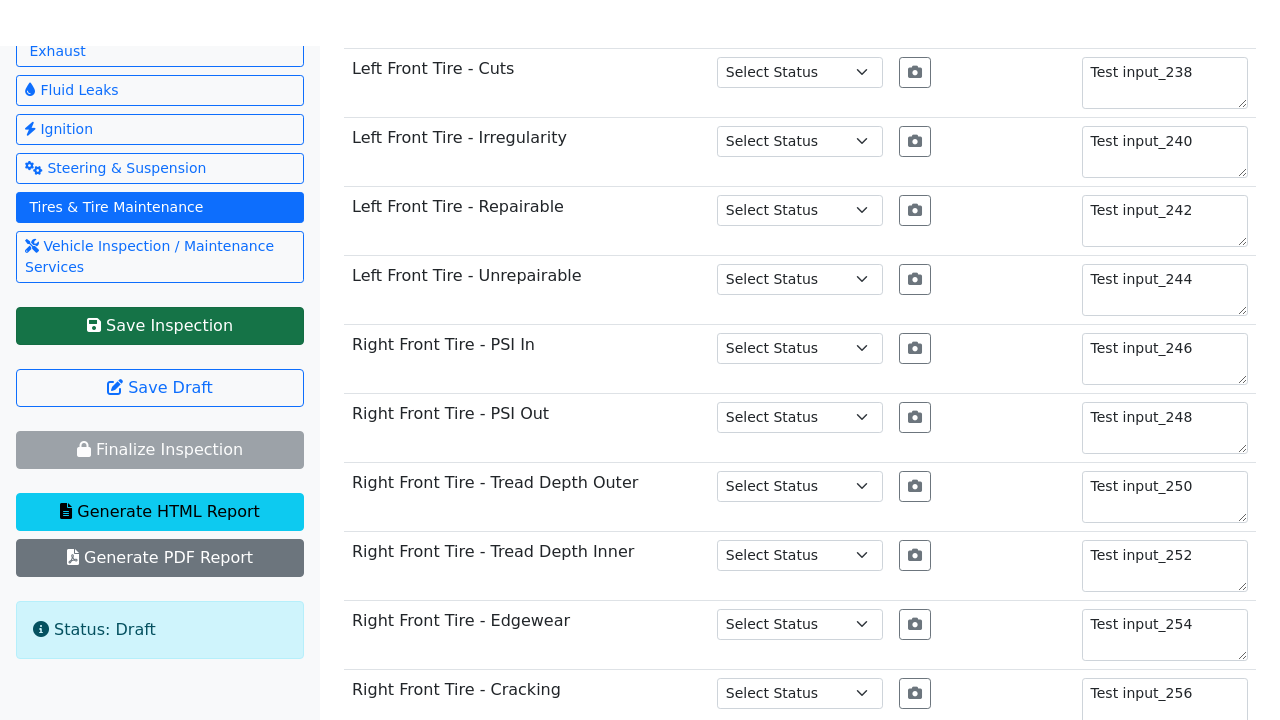 Exhaust
Fluid Leaks
Ignition
Steering & Suspension
Tires & Tire Maintenance
Vehicle Inspection / Maintenance
Services
Save Inspection
Save Draft
Finalize Inspection
Generate HTML Report
Generate PDF Report
Status: Draft
Left Front Tire - Cuts Select Status Test input_238
Left Front Tire - Irregularity Select Status Test input_240
Left Front Tire - Repairable Select Status Test input_242
Left Front Tire - Unrepairable Select Status Test input_244
Right Front Tire - PSI In Select Status Test input_246
Right Front Tire - PSI Out Select Status Test input_248
Right Front Tire - Tread Depth Outer Select Status Test input_250
Right Front Tire - Tread Depth Inner Select Status Test input_252
Right Front Tire - Edgewear Select Status Test input_254
Right Front Tire - Cracking Select Status Test input_256